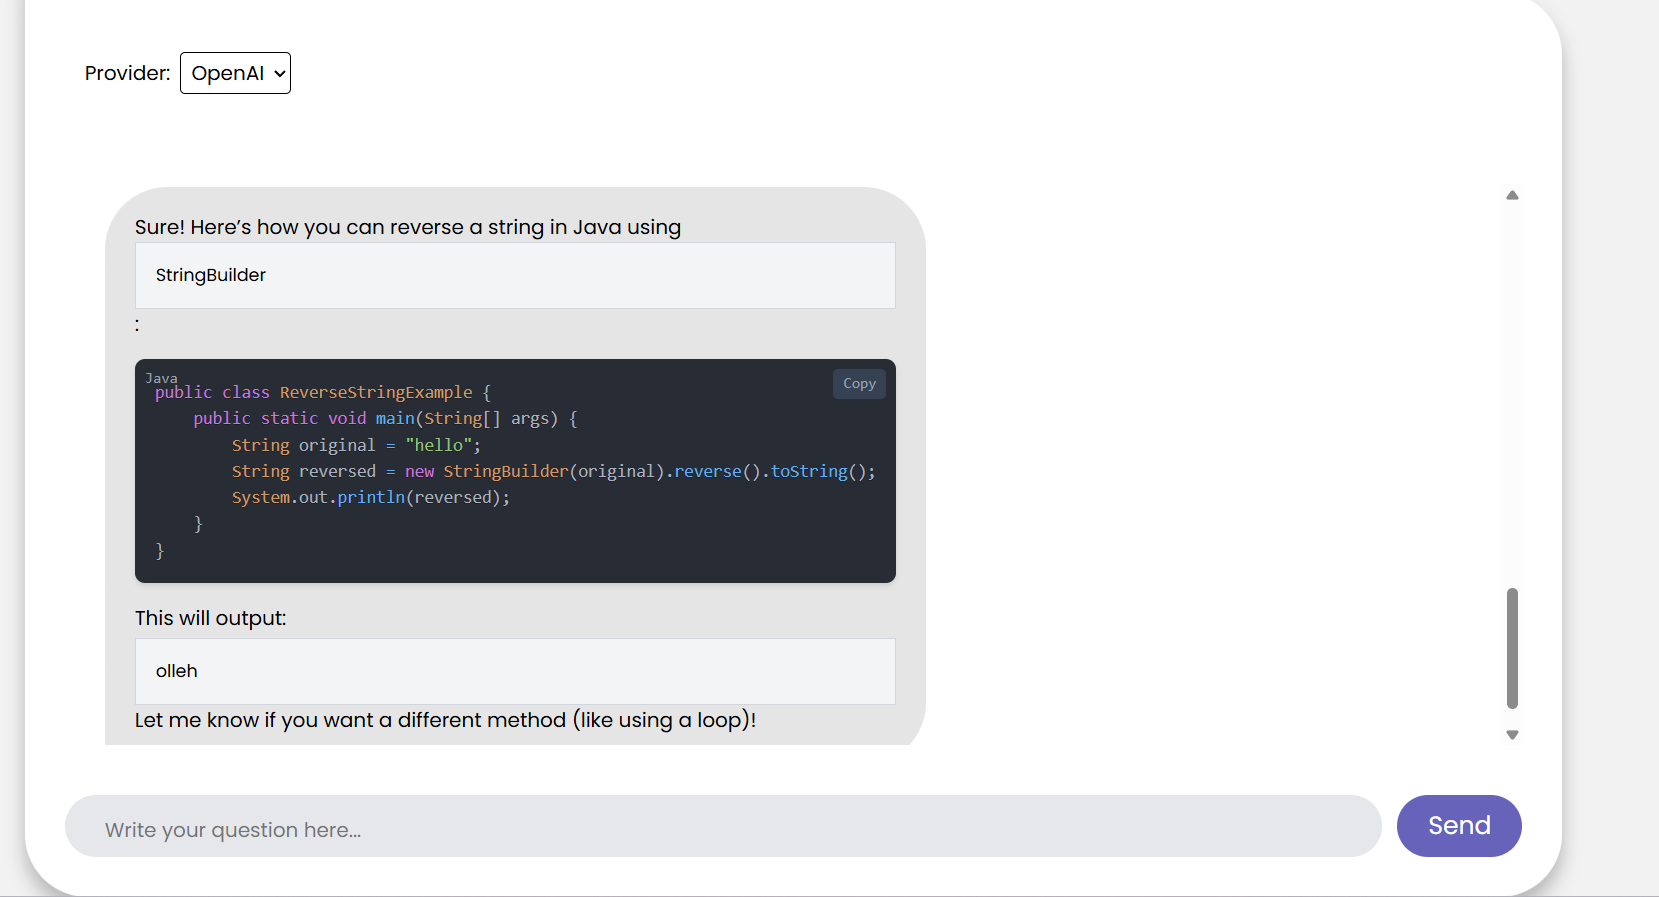 Provider: OpenAI
Sure! Here’s how you can reverse a string in Java using
StringBuilder
:
Java
Copy
public class ReverseStringExample {
    public static void main(String[] args) {
        String original = "hello";
        String reversed = new StringBuilder(original).reverse().toString();
        System.out.println(reversed);
    }
}
This will output:
olleh
Let me know if you want a different method (like using a loop)!
Write your question here...
Send